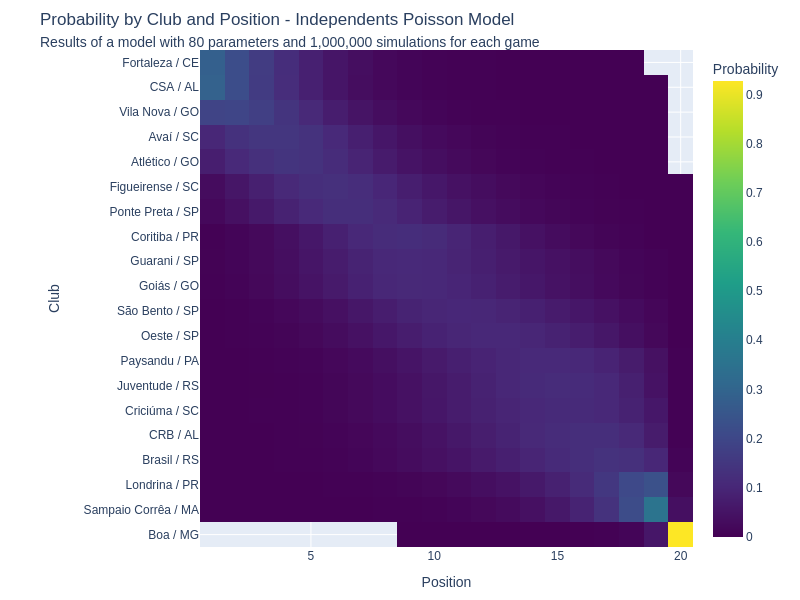 Probability by Club and Position - Independents Poisson Model
Results of a model with 80 parameters and 1,000,000 simulations for each game
Probability
Fortaleza / CE
CSA / AL
Vila Nova / GO
Avaí / SC
Atlético / GO
Figueirense / SC
Ponte Preta / SP
Coritiba / PR
Guarani / SP
Goiás / GO
São Bento / SP
Oeste / SP
Paysandu / PA
Juventude / RS
Criciúma / SC
CRB / AL
Brasil / RS
Londrina / PR
Sampaio Corrêa / MA
Boa / MG
Club
5
10
15
20
Position
0.9
0.8
0.7
0.6
0.5
0.4
0.3
0.2
0.1
0